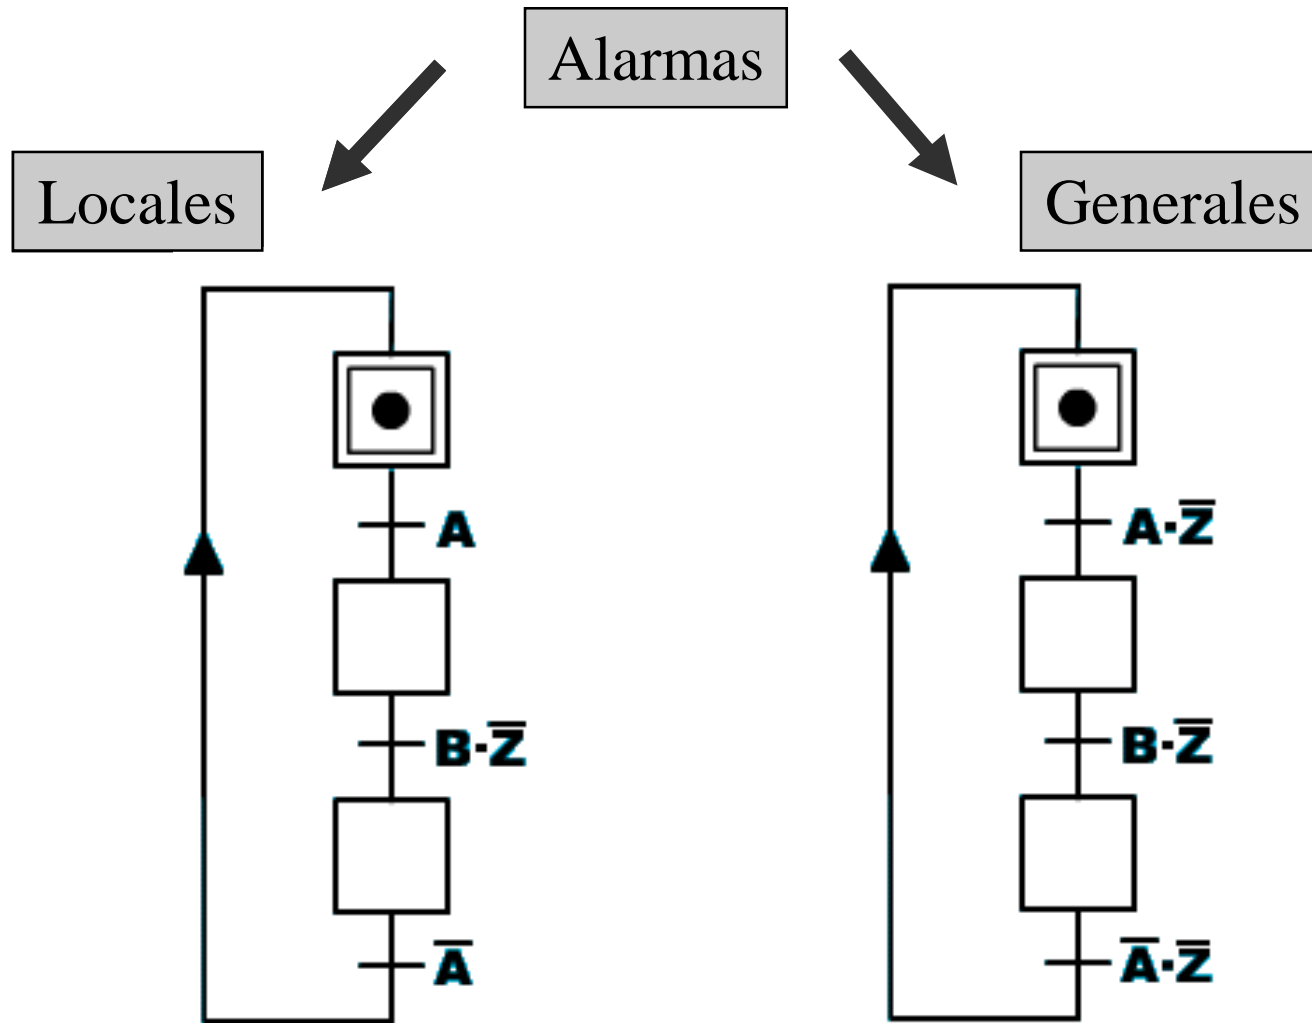 Alarmas
Locales
Generales
A
B·Z̅
A̅
A·Z̅
B·Z̅
A̅·Z̅